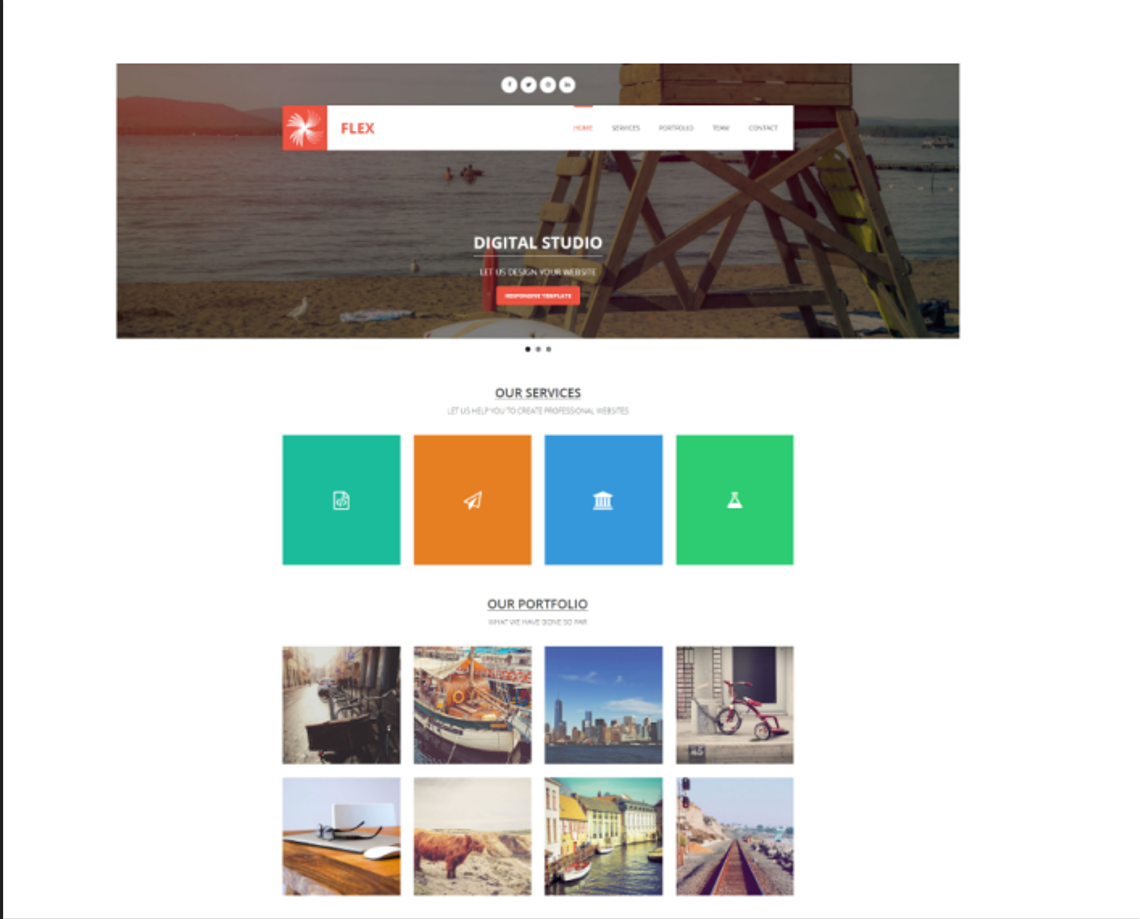 FLEX
HOME SERVICES PORTFOLIO TEAM CONTACT
DIGITAL STUDIO
LET US DESIGN YOUR WEBSITE
RESPONSIVE TEMPLATE
OUR SERVICES
LET US HELP YOU TO CREATE PROFESSIONAL WEBSITES
OUR PORTFOLIO
WHAT WE HAVE DONE SO FAR
45